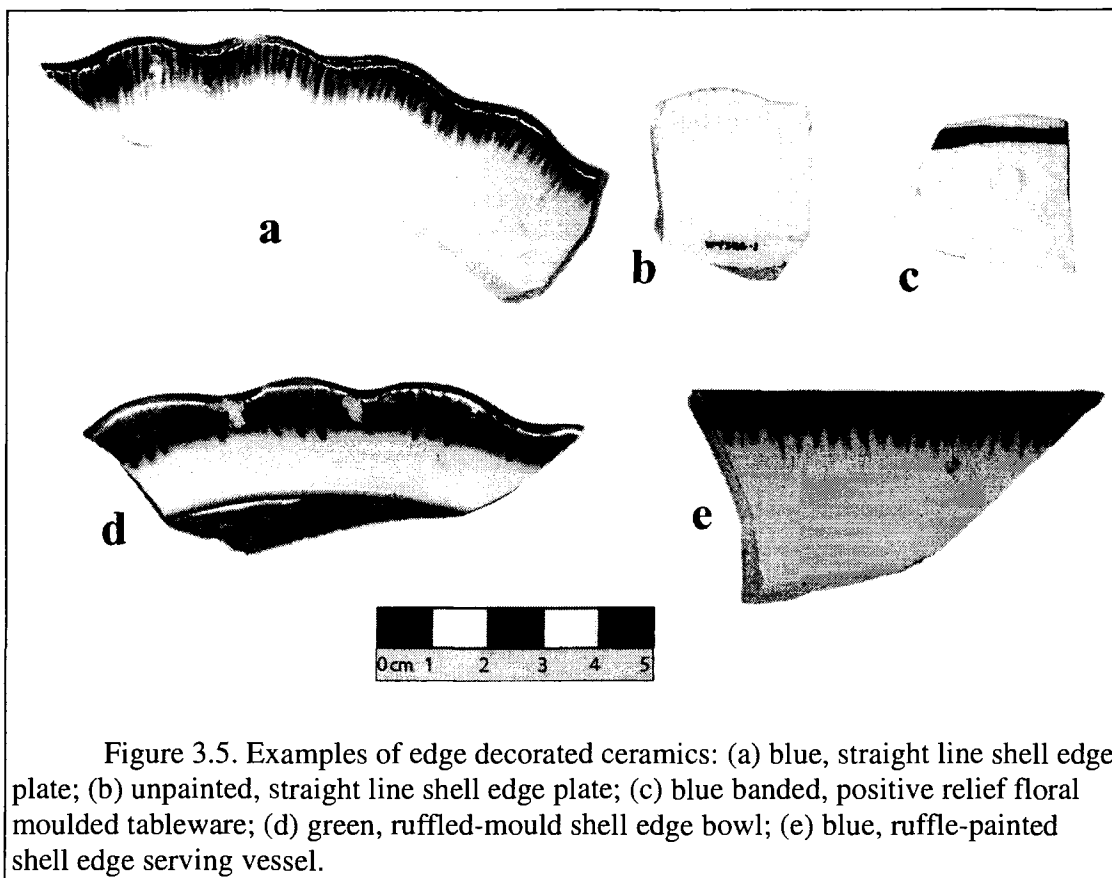 a
b
c
d
e
0cm 1 2 3 4 5
Figure 3.5. Examples of edge decorated ceramics: (a) blue, straight line shell edge
plate; (b) unpainted, straight line shell edge plate; (c) blue banded, positive relief floral
moulded tableware; (d) green, ruffled-mould shell edge bowl; (e) blue, ruffle-painted
shell edge serving vessel.